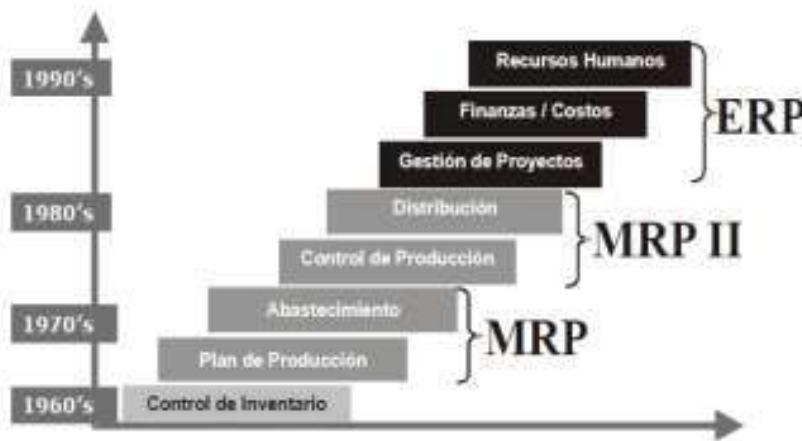 Recursos Humanos
1990's
Finanzas / Costos
ERP
Gestión de Proyectos
1980's
Distribución
MRP II
Control de Producción
Abastecimiento
1970's
MRP
Plan de Producción
1960's
Control de Inventario